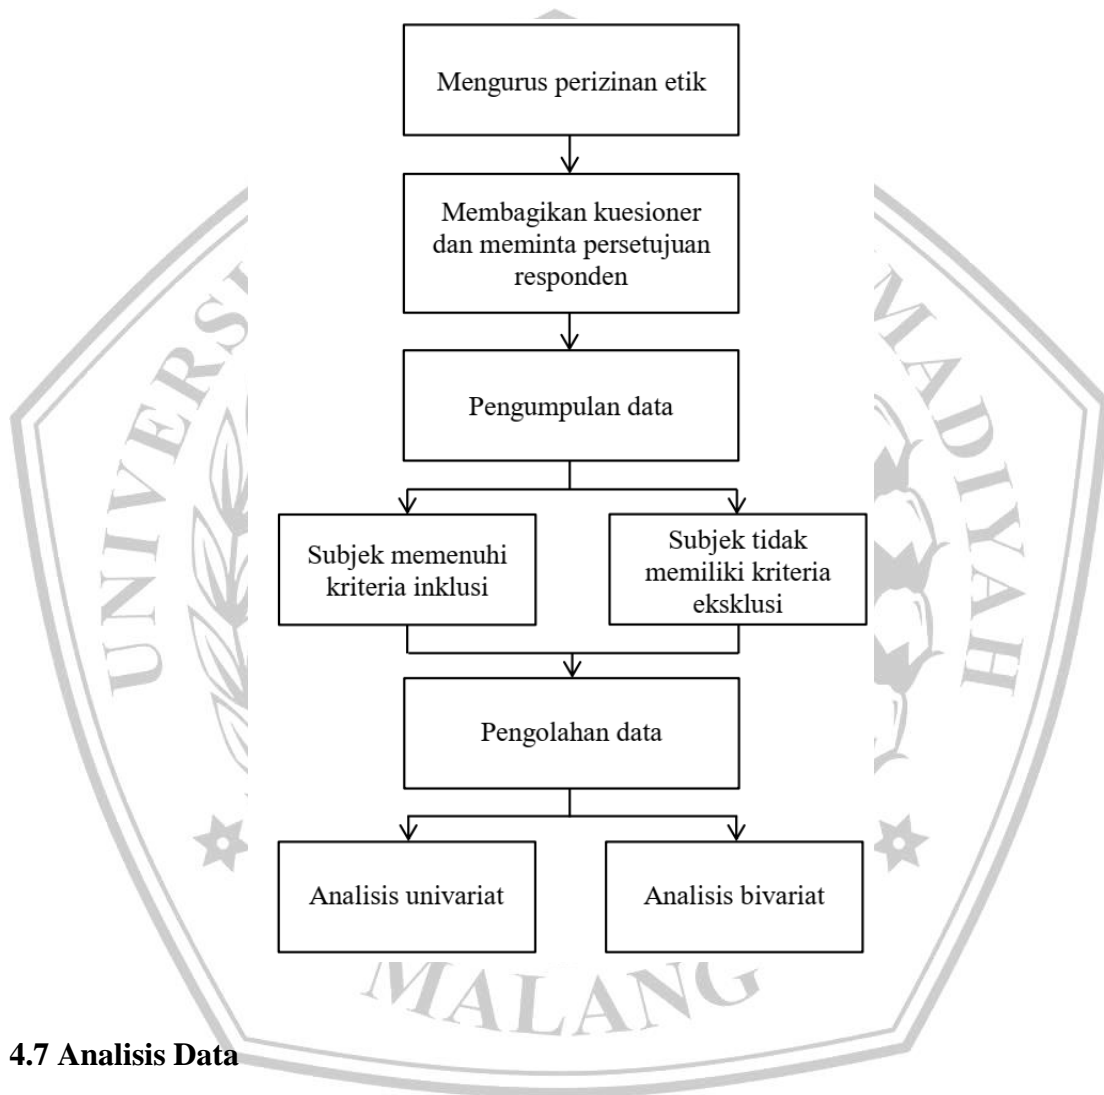 Mengurus perizinan etik
Membagikan kuesioner
dan meminta persetujuan
responden
Pengumpulan data
Subjek memenuhi
kriteria inklusi
Subjek tidak
memiliki kriteria
eksklusi
Pengolahan data
Analisis univariat
Analisis bivariat
MALANG
4.7 Analisis Data